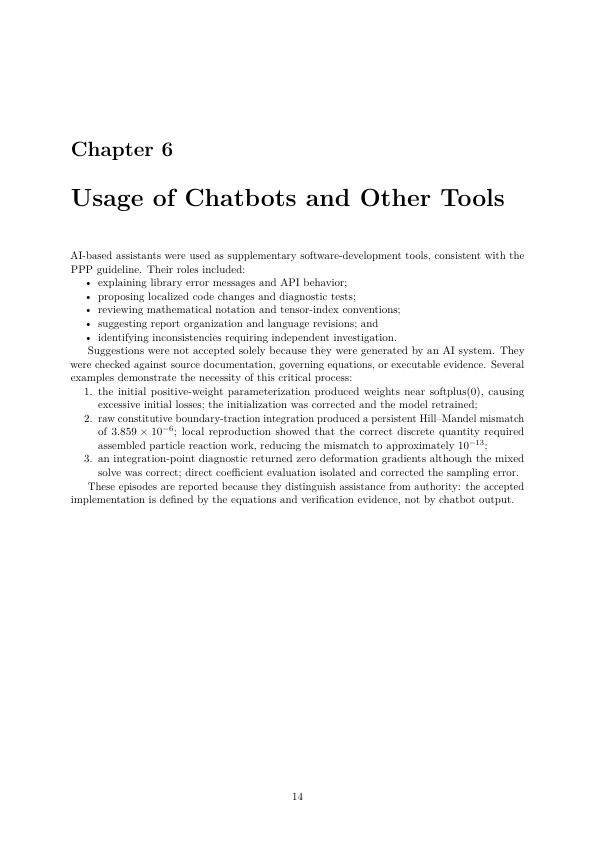 Chapter 6
Usage of Chatbots and Other Tools
AI-based assistants were used as supplementary software-development tools, consistent with the
PPP guideline. Their roles included:
• explaining library error messages and API behavior;
• proposing localized code changes and diagnostic tests;
• reviewing mathematical notation and tensor-index conventions;
• suggesting report organization and language revisions; and
• identifying inconsistencies requiring independent investigation.
Suggestions were not accepted solely because they were generated by an AI system. They
were checked against source documentation, governing equations, or executable evidence. Several
examples demonstrate the necessity of this critical process:
1. the initial positive-weight parameterization produced weights near softplus(0), causing
excessive initial losses; the initialization was corrected and the model retrained;
2. raw constitutive boundary-traction integration produced a persistent Hill–Mandel mismatch
of 3.859 × 10⁻⁶; local reproduction showed that the correct discrete quantity required
assembled particle reaction work, reducing the mismatch to approximately 10⁻¹³;
3. an integration-point diagnostic returned zero deformation gradients although the mixed
solve was correct; direct coefficient evaluation isolated and corrected the sampling error.
These episodes are reported because they distinguish assistance from authority: the accepted
implementation is defined by the equations and verification evidence, not by chatbot output.
14